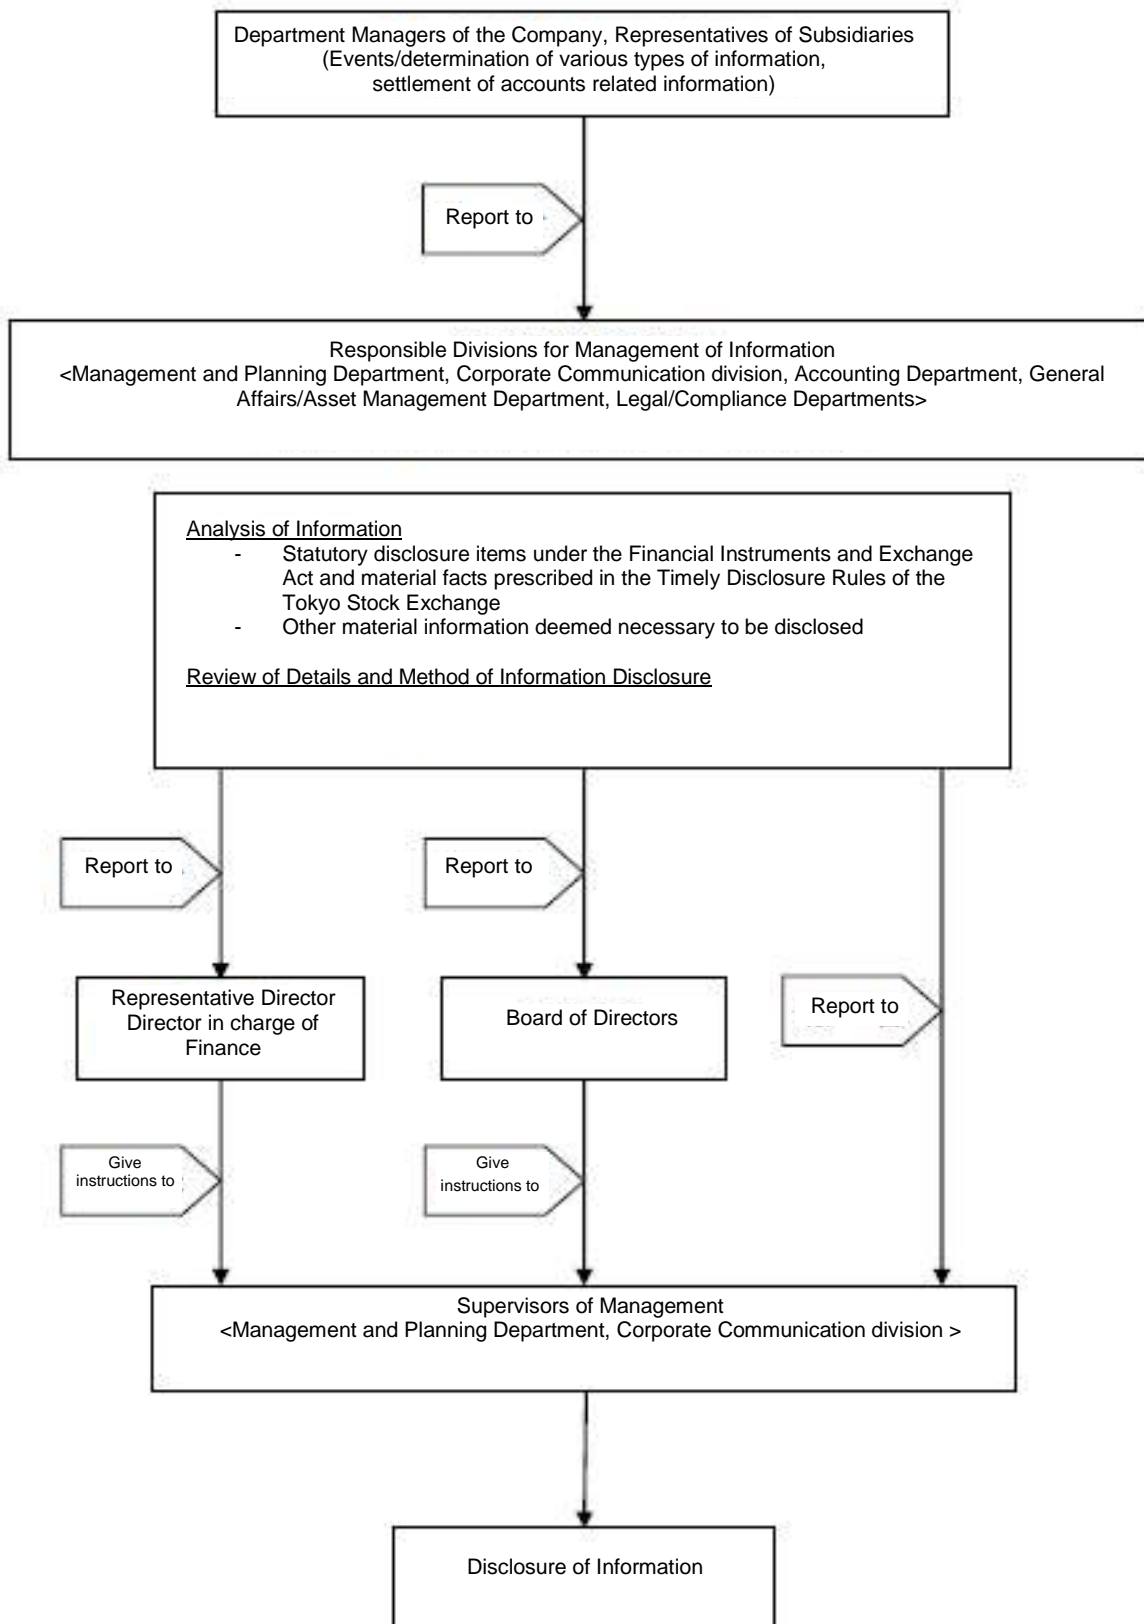 Department Managers of the Company, Representatives of Subsidiaries
(Events/determination of various types of information,
settlement of accounts related information)
Report to
Responsible Divisions for Management of Information
<Management and Planning Department, Corporate Communication division, Accounting Department, General
Affairs/Asset Management Department, Legal/Compliance Departments>
Analysis of Information
- Statutory disclosure items under the Financial Instruments and Exchange
Act and material facts prescribed in the Timely Disclosure Rules of the
Tokyo Stock Exchange
- Other material information deemed necessary to be disclosed
Review of Details and Method of Information Disclosure
Report to
Report to
Representative Director
Director in charge of
Finance
Board of Directors
Report to
Give
instructions to
Give
instructions to
Supervisors of Management
<Management and Planning Department, Corporate Communication division >
Disclosure of Information